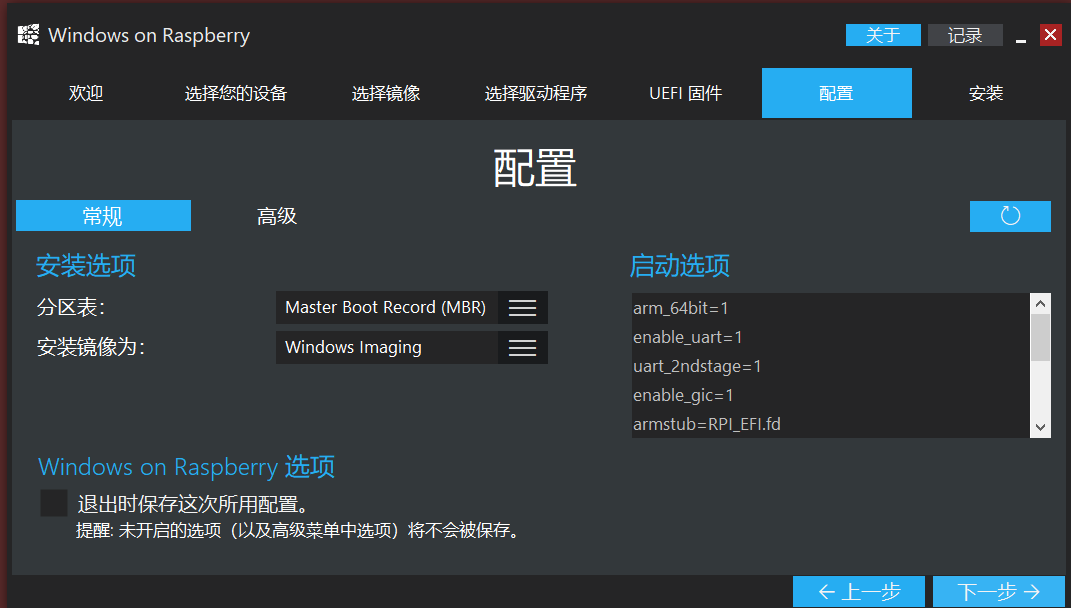 Windows on Raspberry
关于
记录
欢迎
选择您的设备
选择镜像
选择驱动程序
UEFI 固件
配置
安装
配置
常规
高级
安装选项
分区表:
Master Boot Record (MBR)
安装镜像为:
Windows Imaging
启动选项
arm_64bit=1
enable_uart=1
uart_2ndstage=1
enable_gic=1
armstub=RPI_EFI.fd
Windows on Raspberry 选项
退出时保存这次所用配置。
提醒: 未开启的选项（以及高级菜单中选项）将不会被保存。
← 上一步
下一步 →